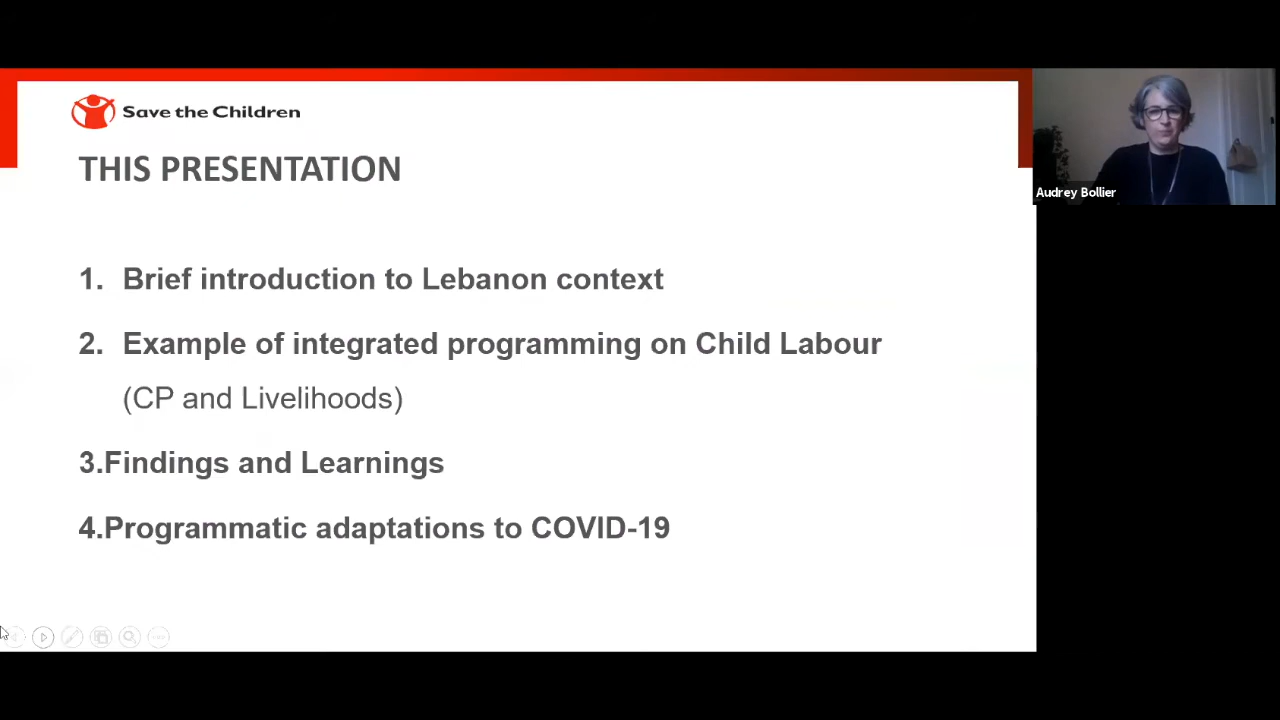 Save the Children
THIS PRESENTATION
1. Brief introduction to Lebanon context
2. Example of integrated programming on Child Labour
(CP and Livelihoods)
3.Findings and Learnings
4.Programmatic adaptations to COVID-19
Audrey Bollier